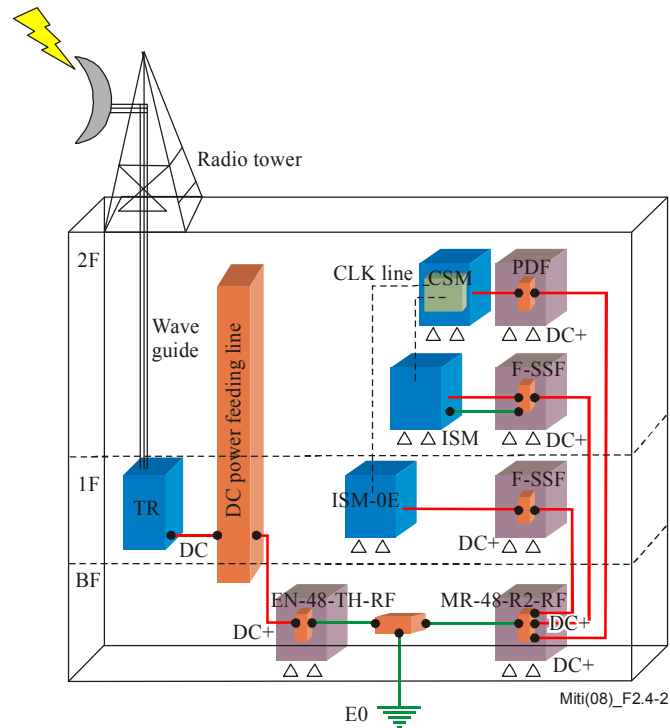 Radio tower
2F
CLK line
CSM
PDF
DC+
Wave
guide
DC power feeding line
F-SSF
ISM
DC+
1F
TR
DC
ISM-0E
F-SSF
DC+
BF
EN-48-TH-RF
MR-48-R2-RF
DC+
DC+
DC+
E0
Miti(08)_F2.4-2